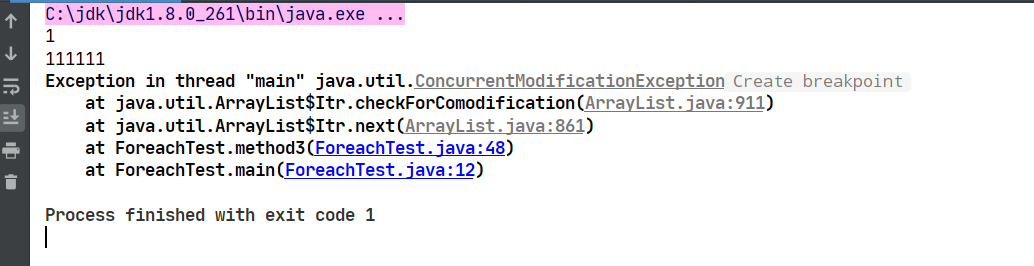 C:\jdk\jdk1.8.0_261\bin\java.exe ...
1
111111
Exception in thread "main" java.util.ConcurrentModificationException Create breakpoint
    at java.util.ArrayList$Itr.checkForComodification(ArrayList.java:911)
    at java.util.ArrayList$Itr.next(ArrayList.java:861)
    at ForeachTest.method3(ForeachTest.java:48)
    at ForeachTest.main(ForeachTest.java:12)
Process finished with exit code 1